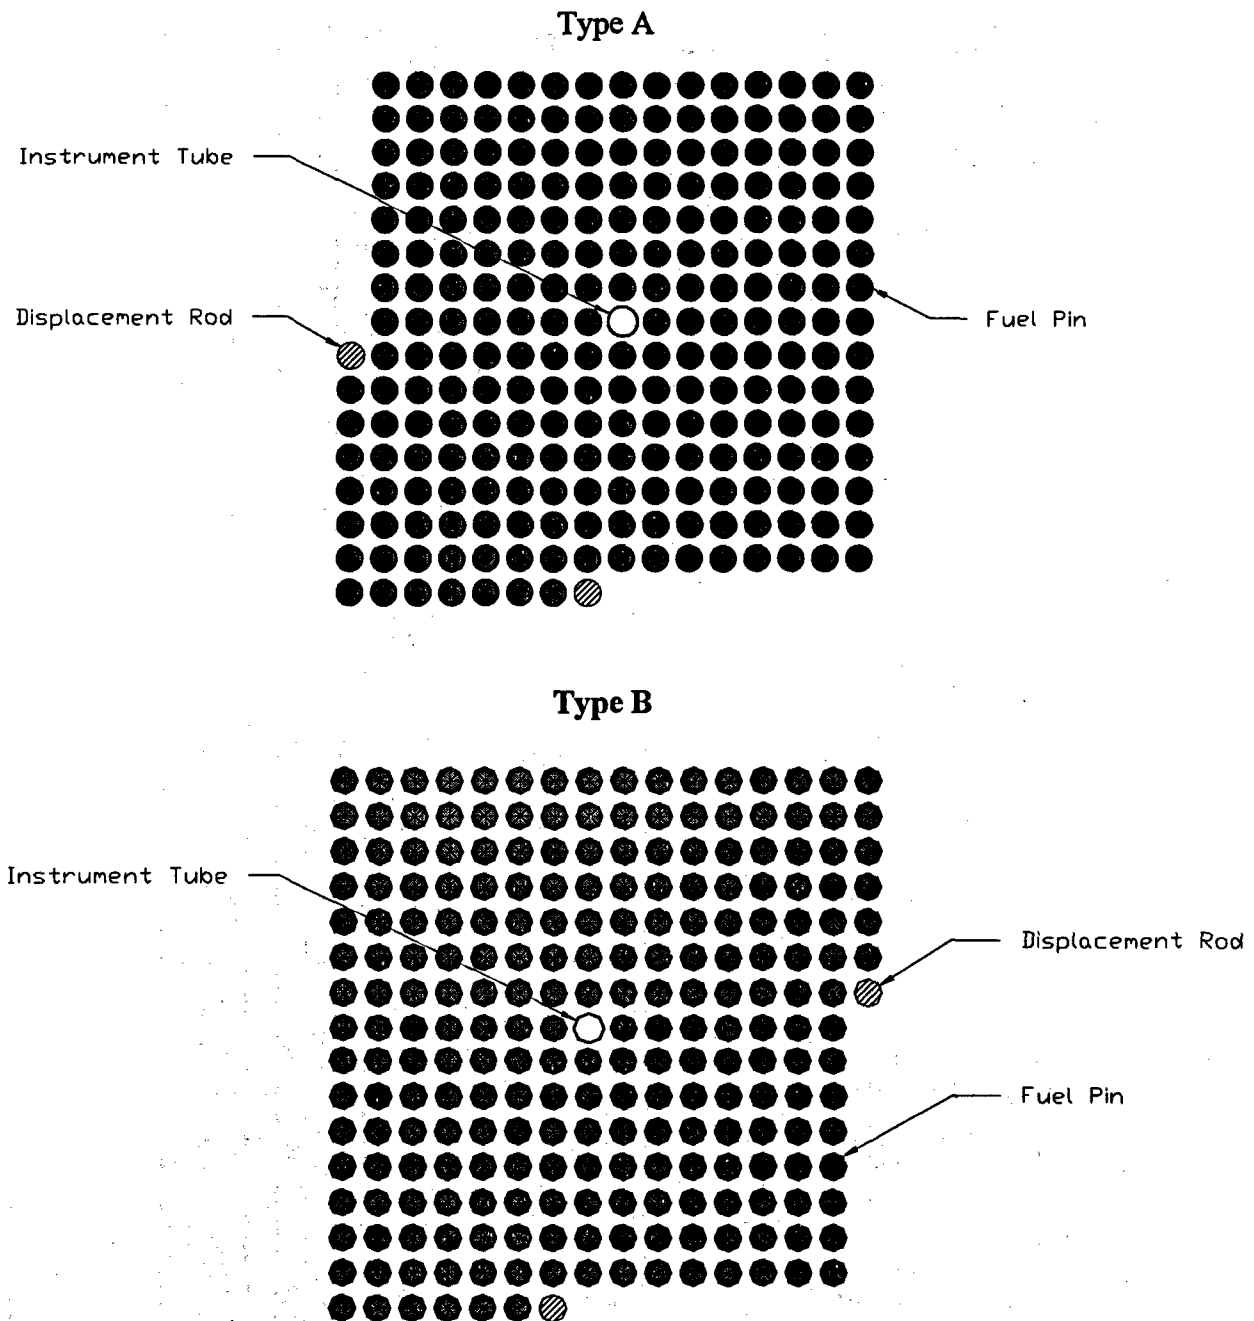 Type A
Instrument Tube
Displacement Rod
Fuel Pin
Type B
Instrument Tube
Displacement Rod
Fuel Pin